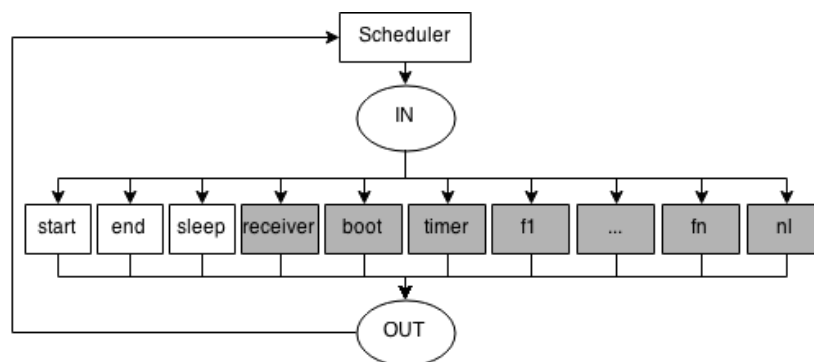 Scheduler
IN
start end sleep receiver boot timer f1 ... fn nl
OUT